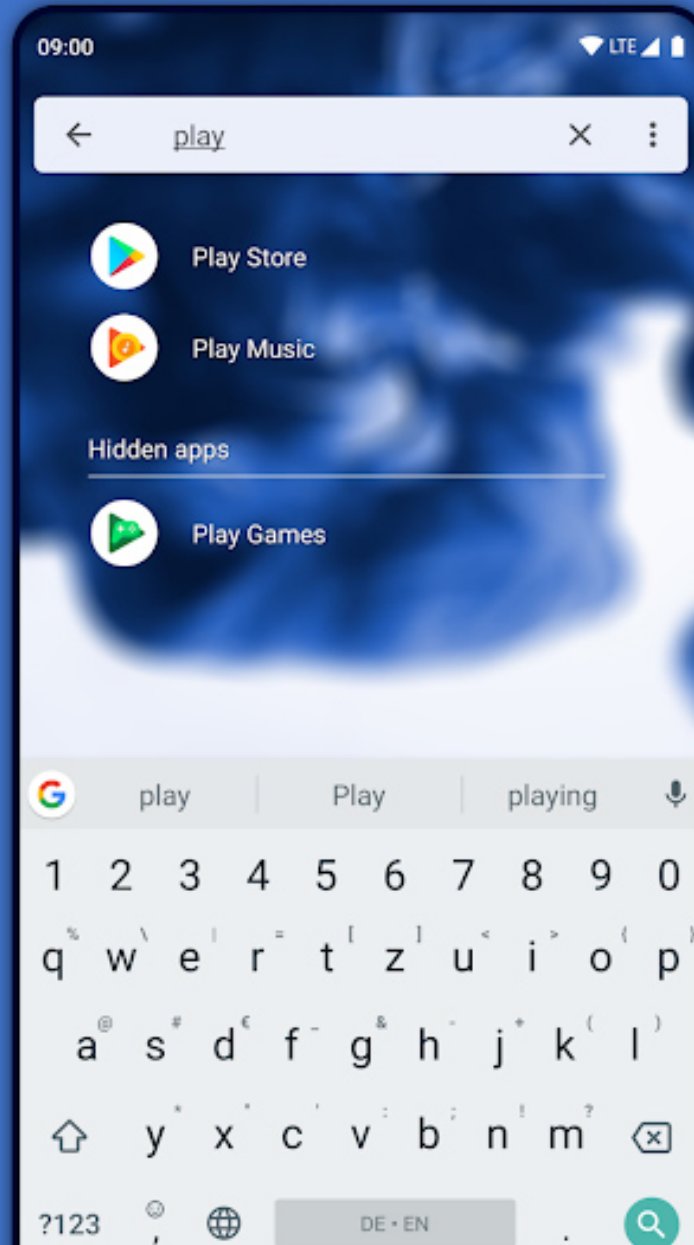 09:00 LTE
play
Play Store
Play Music
Hidden apps
Play Games
play Play playing
1 2 3 4 5 6 7 8 9 0
% \ | = [ ] < > { }
q w e r t z u i o p
@ # € _ & - + ( )
a s d f g h j k l
* " ' : ; ! ?
y x c v b n m
?123 , DE • EN .